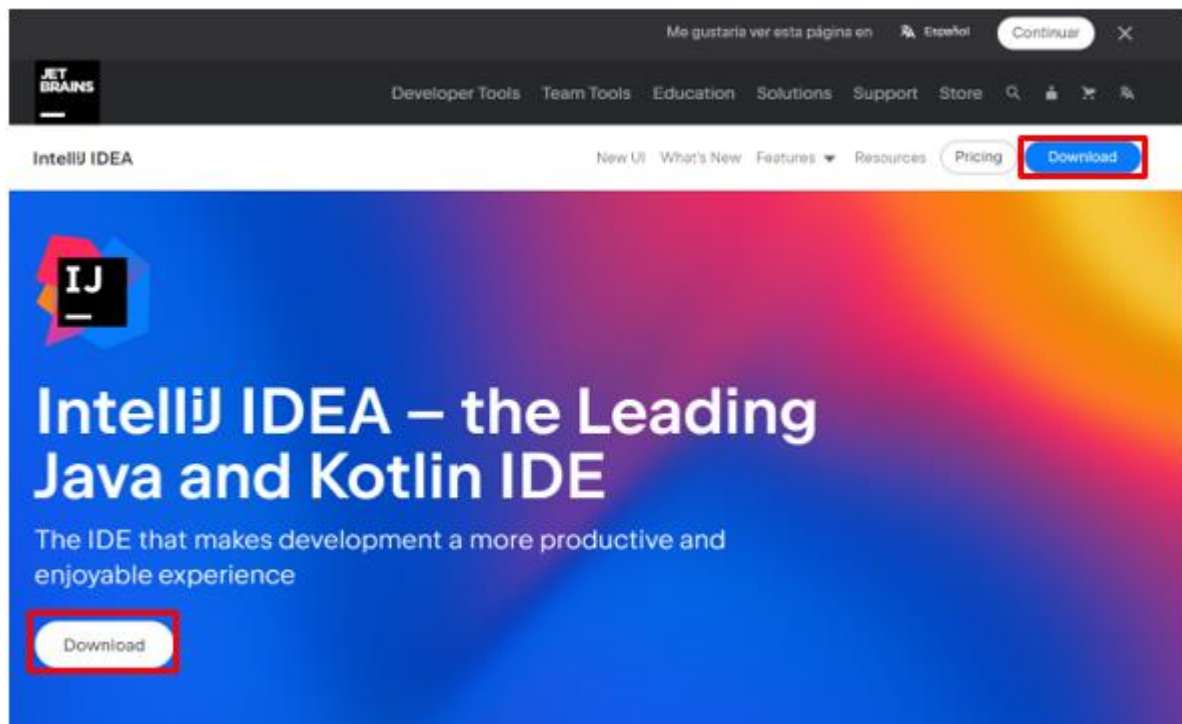 Me gustaría ver esta página en Español Continuar
JET
BRAINS
Developer Tools Team Tools Education Solutions Support Store
IntelliJ IDEA New UI What's New Features Resources Pricing Download
IJ
IntelliJ IDEA – the Leading
Java and Kotlin IDE
The IDE that makes development a more productive and
enjoyable experience
Download